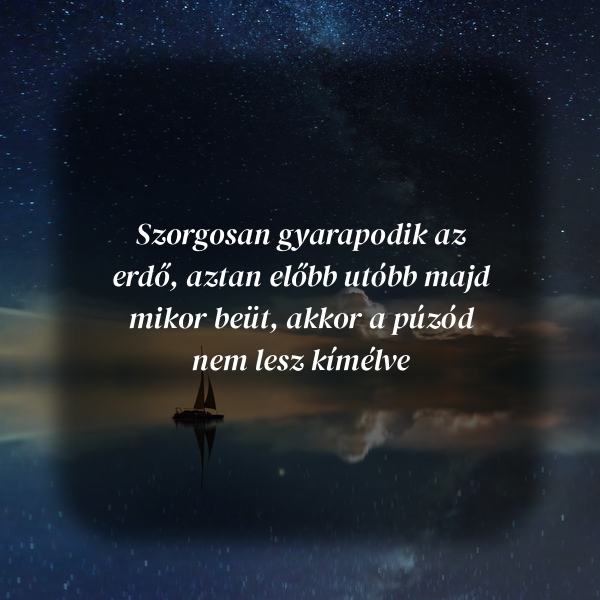 Szorgosan gyarapodik az
erdő, aztan előbb utóbb majd
mikor beüt, akkor a púzód
nem lesz kímélve